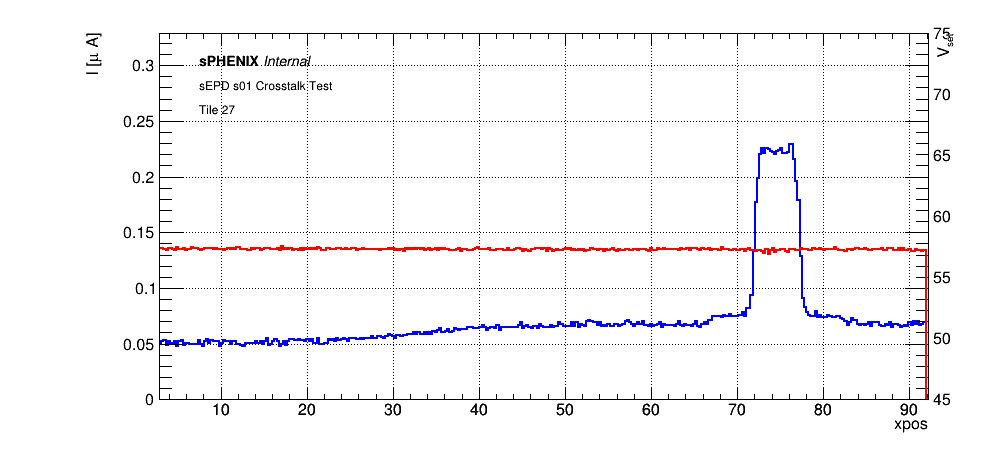 I [μ A]
75
V_set
sPHENIX Internal
sEPD s01 Crosstalk Test
Tile 27
0.3
0.25
0.2
0.15
0.1
0.05
0
70
65
60
55
50
45
10 20 30 40 50 60 70 80 90
xpos